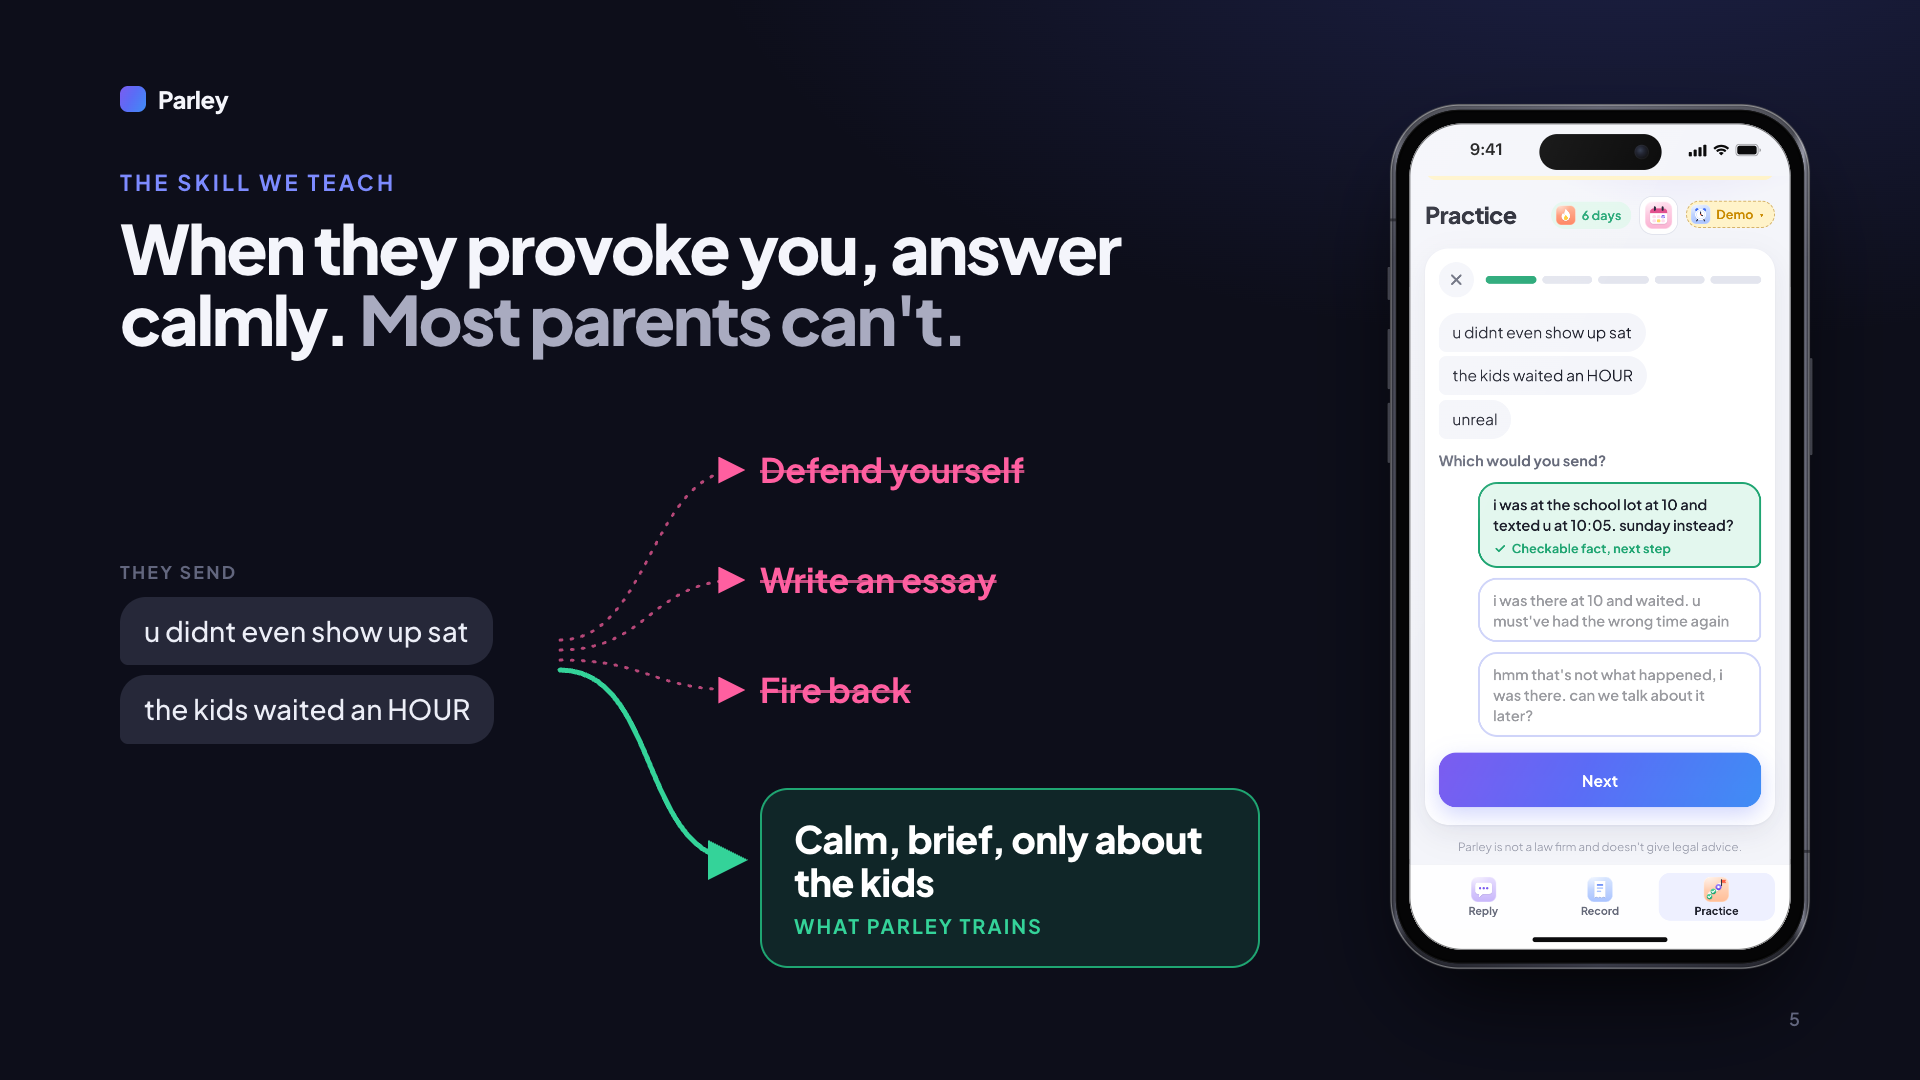 Parley
THE SKILL WE TEACH
When they provoke you, answer
calmly. Most parents can't.
THEY SEND
u didnt even show up sat
the kids waited an HOUR
Defend yourself
Write an essay
Fire back
Calm, brief, only about
the kids
WHAT PARLEY TRAINS
9:41
Practice
6 days
Demo
u didnt even show up sat
the kids waited an HOUR
unreal
Which would you send?
i was at the school lot at 10 and
texted u at 10:05. sunday instead?
Checkable fact, next step
i was there at 10 and waited. u
must've had the wrong time again
hmm that's not what happened, i
was there. can we talk about it
later?
Next
Parley is not a law firm and doesn't give legal advice.
Reply
Record
Practice
5